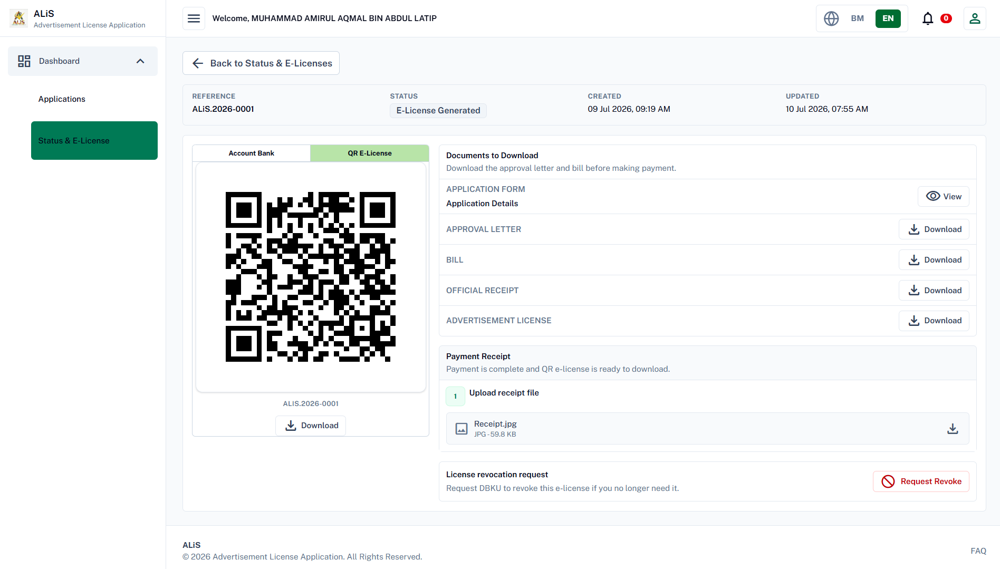 ALiS
Advertisement License Application
Welcome, MUHAMMAD AMIRUL AQMAL BIN ABDUL LATIP
BM
EN
0
Dashboard
Applications
Status & E-License
Back to Status & E-Licenses
REFERENCE
ALiS.2026-0001
STATUS
E-License Generated
CREATED
09 Jul 2026, 09:19 AM
UPDATED
10 Jul 2026, 07:55 AM
Account Bank
QR E-License
ALIS.2026-0001
Download
Documents to Download
Download the approval letter and bill before making payment.
APPLICATION FORM
Application Details
View
APPROVAL LETTER
Download
BILL
Download
OFFICIAL RECEIPT
Download
ADVERTISEMENT LICENSE
Download
Payment Receipt
Payment is complete and QR e-license is ready to download.
1
Upload receipt file
Receipt.jpg
JPG - 59.8 KB
License revocation request
Request DBKU to revoke this e-license if you no longer need it.
Request Revoke
ALiS
© 2026 Advertisement License Application. All Rights Reserved.
FAQ